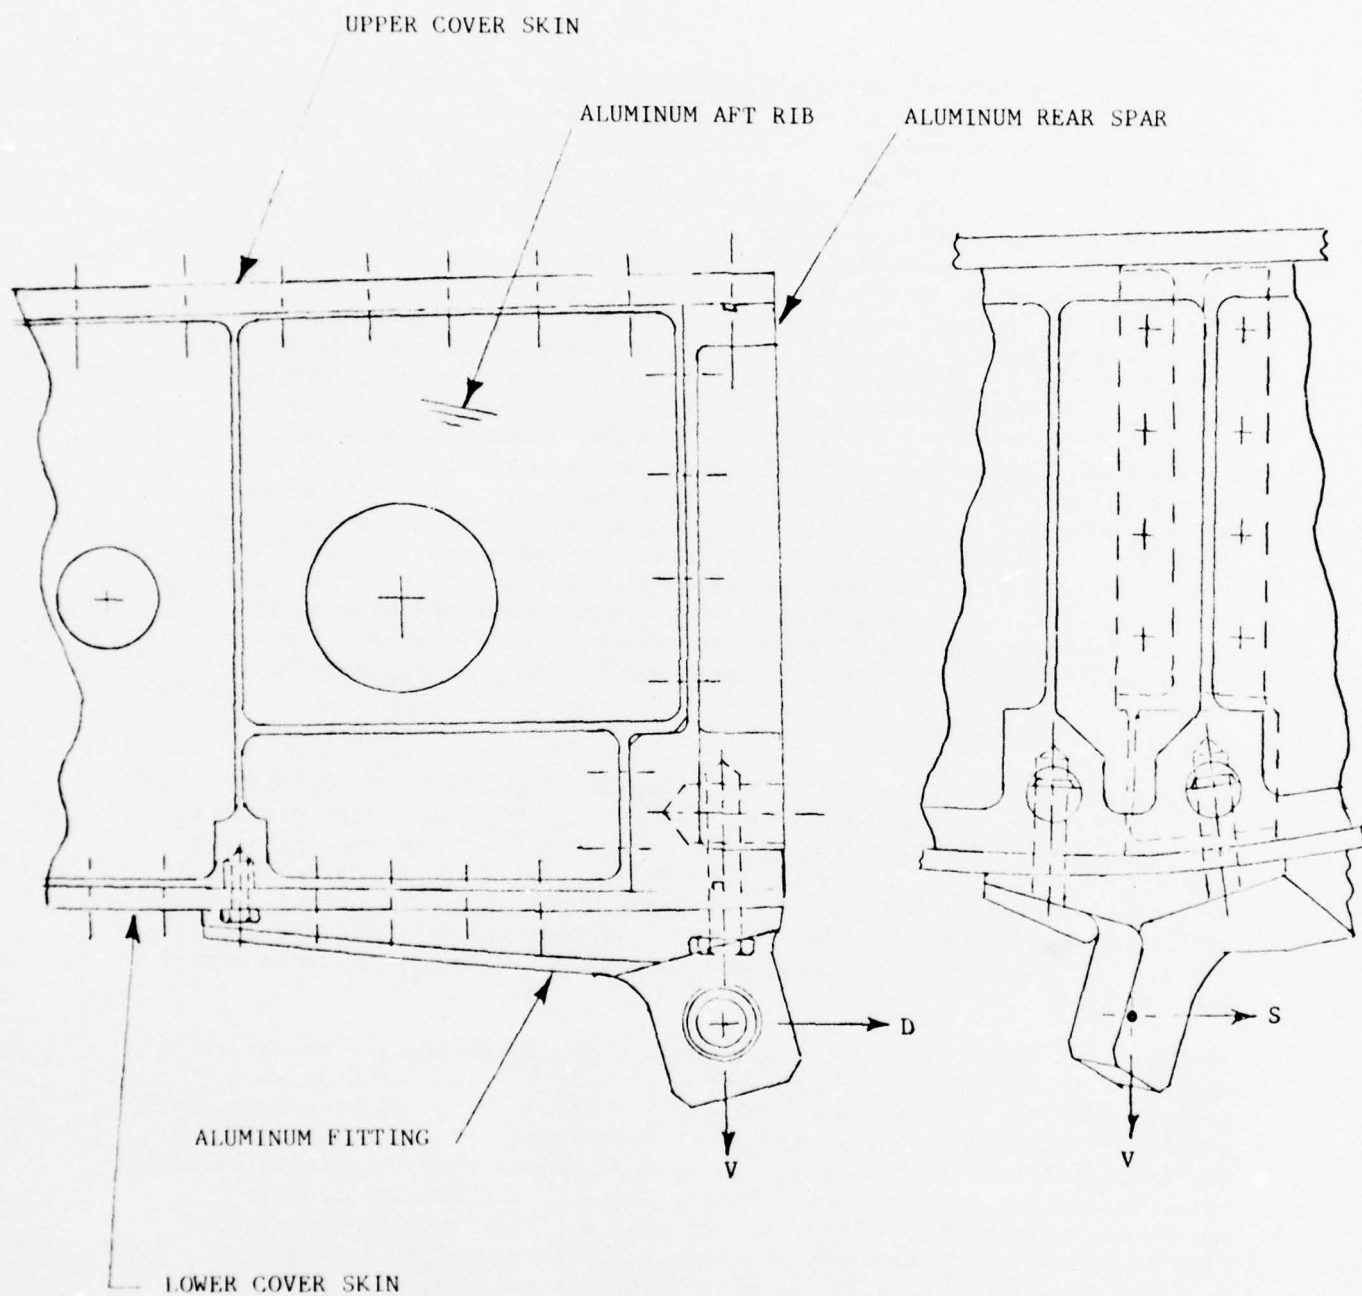 UPPER COVER SKIN
ALUMINUM AFT RIB
ALUMINUM REAR SPAR
D
S
ALUMINUM FITTING
V
V
LOWER COVER SKIN